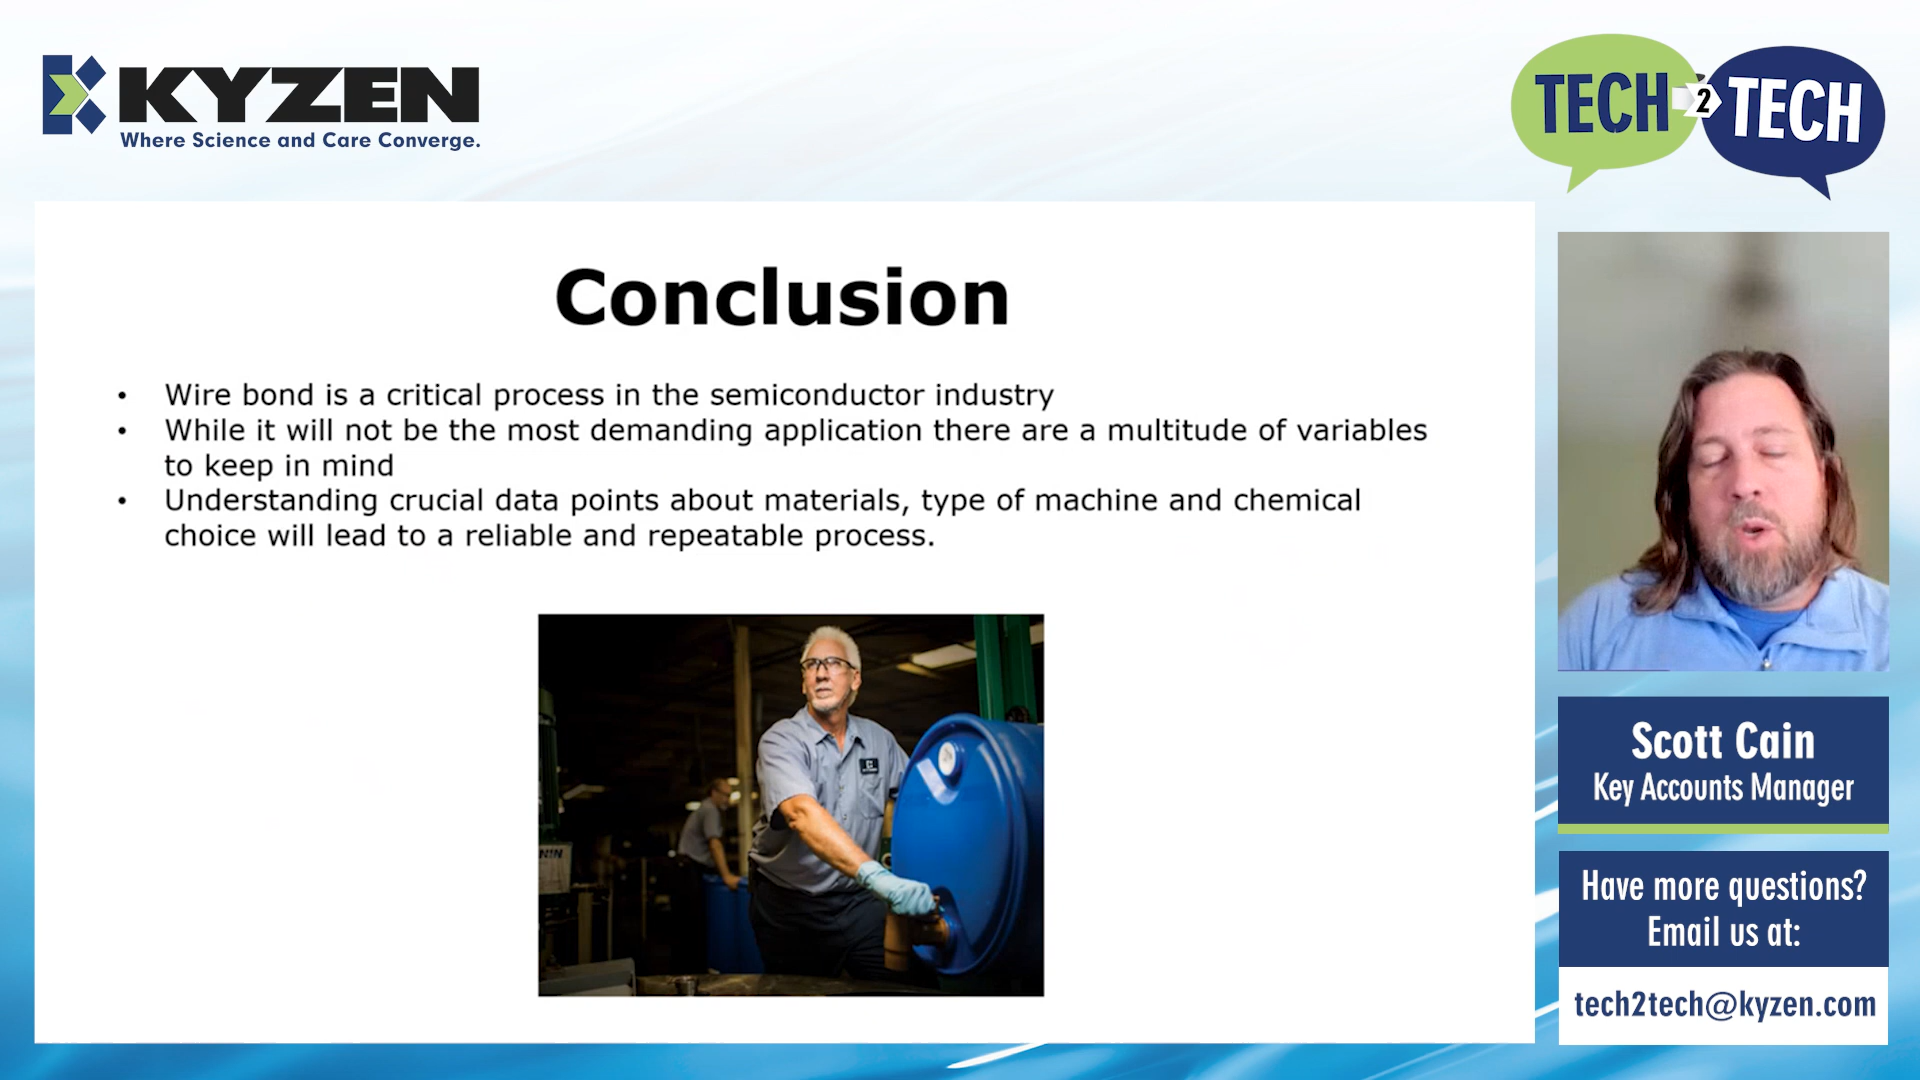 KYZEN
Where Science and Care Converge.
TECH 2 TECH
Conclusion
• Wire bond is a critical process in the semiconductor industry
• While it will not be the most demanding application there are a multitude of variables
to keep in mind
• Understanding crucial data points about materials, type of machine and chemical
choice will lead to a reliable and repeatable process.
Scott Cain
Key Accounts Manager
Have more questions?
Email us at:
tech2tech@kyzen.com